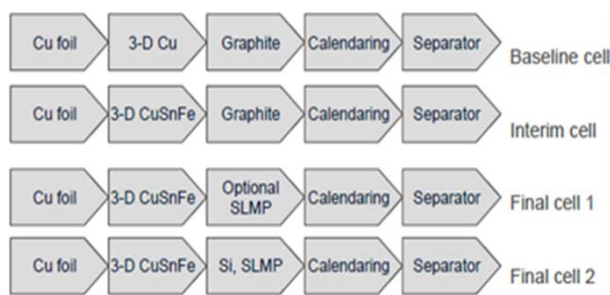 Cu foil 3-D Cu Graphite Calendaring Separator Baseline cell
Cu foil 3-D CuSnFe Graphite Calendaring Separator Interim cell
Cu foil 3-D CuSnFe Optional SLMP Calendaring Separator Final cell 1
Cu foil 3-D CuSnFe Si, SLMP Calendaring Separator Final cell 2